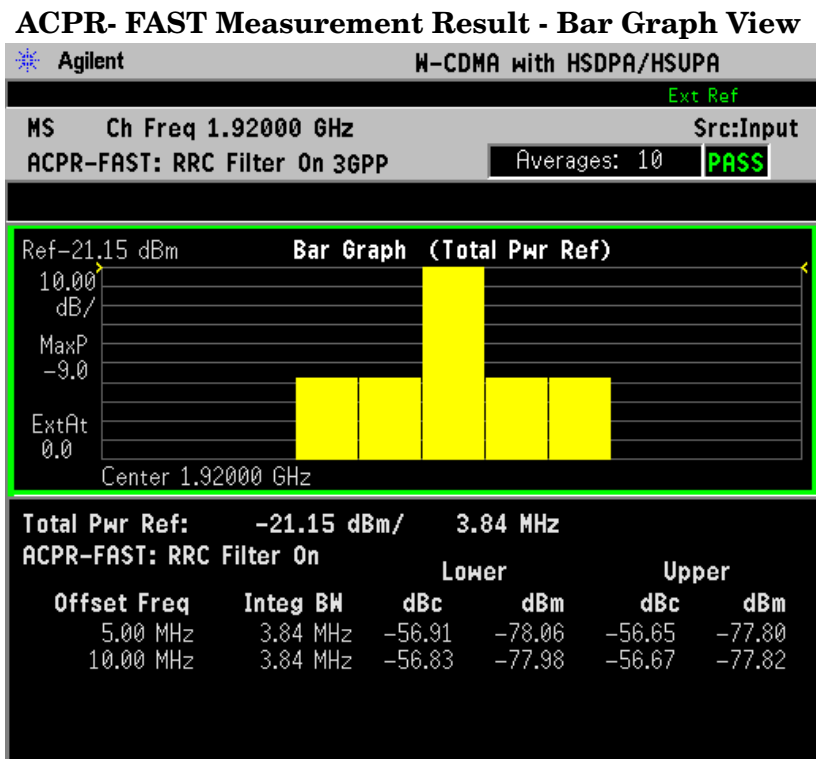 ACPR- FAST Measurement Result - Bar Graph View
Agilent W-CDMA with HSDPA/HSUPA
Ext Ref
MS Ch Freq 1.92000 GHz Src:Input
ACPR-FAST: RRC Filter On 3GPP Averages: 10 PASS
Ref-21.15 dBm Bar Graph (Total Pwr Ref)
10.00
dB/
MaxP
-9.0
ExtAt
0.0
Center 1.92000 GHz
Total Pwr Ref: -21.15 dBm/ 3.84 MHz
ACPR-FAST: RRC Filter On
Lower Upper
Offset Freq Integ BW dBc dBm dBc dBm
5.00 MHz 3.84 MHz -56.91 -78.06 -56.65 -77.80
10.00 MHz 3.84 MHz -56.83 -77.98 -56.67 -77.82